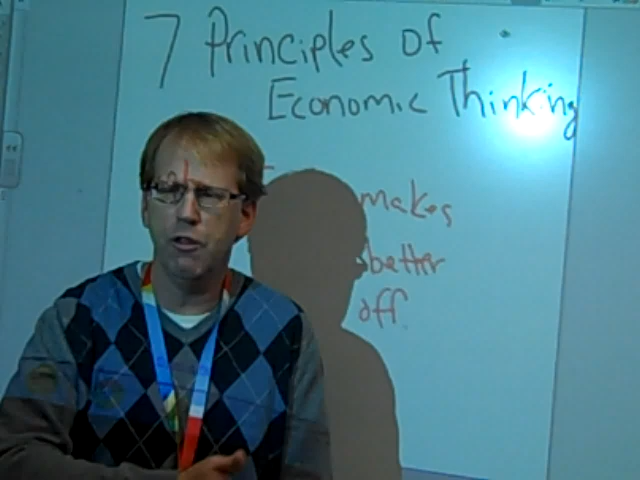 7 Principles of
Economic Thinking
makes
better
off